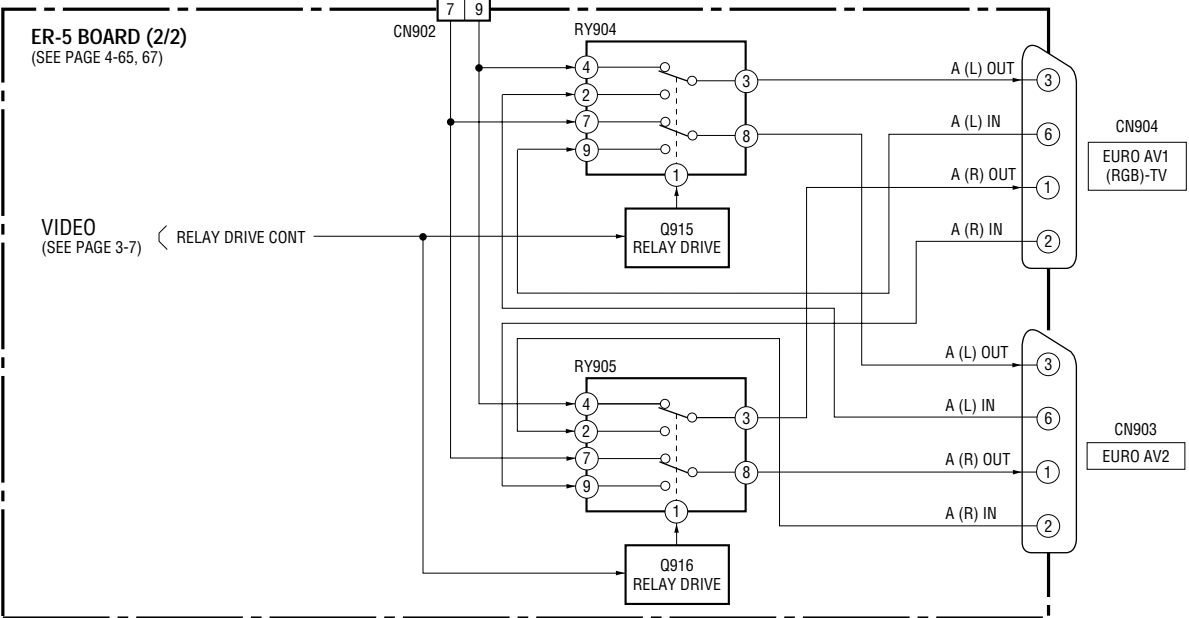 7 9
CN902
ER-5 BOARD (2/2)
(SEE PAGE 4-65, 67)
RY904
4
2
7
9
3
8
1
Q915
RELAY DRIVE
VIDEO
(SEE PAGE 3-7)
RELAY DRIVE CONT
A (L) OUT
3
A (L) IN
6
A (R) OUT
1
A (R) IN
2
CN904
EURO AV1
(RGB)-TV
RY905
4
2
7
9
3
8
1
Q916
RELAY DRIVE
A (L) OUT
3
A (L) IN
6
A (R) OUT
1
A (R) IN
2
CN903
EURO AV2